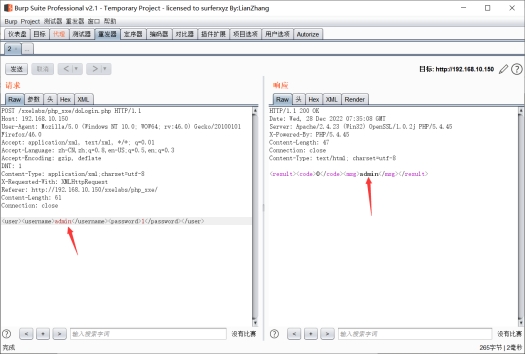 Burp Suite Professional v2.1 - Temporary Project - licensed to surferxyz By:LianZhang
Burp Project 测试器 重发器 窗口 帮助
仪表盘 目标 代理 测试器 重发器 定序器 编码器 对比器 插件扩展 项目选项 用户选项 Autorize
2 × ...
发送 取消 < > 目标: http://192.168.10.150
请求
Raw 参数 头 Hex XML
POST /xxelabs/php_xxe/doLogin.php HTTP/1.1
Host: 192.168.10.150
User-Agent: Mozilla/5.0 (Windows NT 10.0; WOW64; rv:46.0) Gecko/20100101
Firefox/46.0
Accept: application/xml, text/xml, */*; q=0.01
Accept-Language: zh-CN,zh;q=0.8,en-US;q=0.5,en;q=0.3
Accept-Encoding: gzip, deflate
DNT: 1
Content-Type: application/xml;charset=utf-8
X-Requested-With: XMLHttpRequest
Referer: http://192.168.10.150/xxelabs/php_xxe/
Content-Length: 61
Connection: close
<user><username>admin</username><password>1</password></user>
响应
Raw 头 Hex XML Render
HTTP/1.1 200 OK
Date: Wed, 28 Dec 2022 07:35:08 GMT
Server: Apache/2.4.23 (Win32) OpenSSL/1.0.2j PHP/5.4.45
X-Powered-By: PHP/5.4.45
Content-Length: 47
Connection: close
Content-Type: text/html; charset=utf-8
<result><code>0</code><msg>admin</msg></result>
? < + > 输入搜索字词 没有比赛
? < + > 输入搜索字词 没有比赛
完成 265字节 | 2毫秒